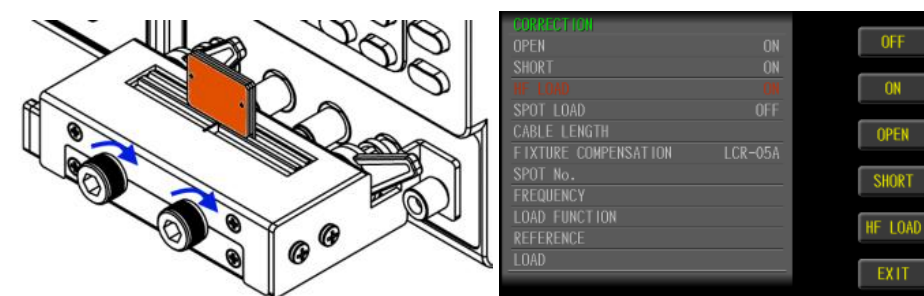 CORRECTION
OPEN ON
SHORT ON
HF LOAD ON
SPOT LOAD OFF
CABLE LENGTH
FIXTURE COMPENSATION LCR-05A
SPOT No.
FREQUENCY
LOAD FUNCTION
REFERENCE
LOAD
OFF
ON
OPEN
SHORT
HF LOAD
EXIT